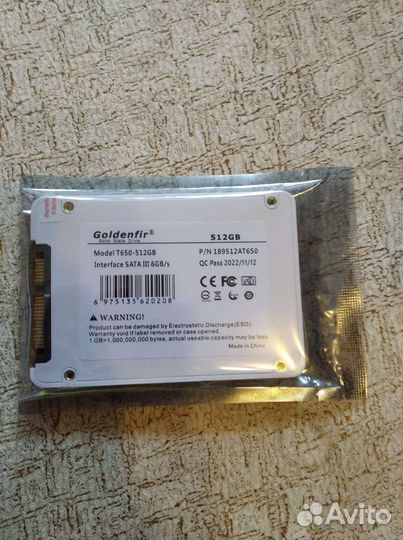 Goldenfir®
Solid State Drive
512GB
Model T650-512GB
P/N 189512AT650
Interface SATA III 6GB/s
QC Pass 2022/11/12
6 975135 620208
WARNING!
Product can be damaged by Electrostatic Discharge(ESD).
Warranty void if label removed or case opened.
1 GB=1,000,000,000 bytes, actual useable capacity may be less.
Made in China
Avito